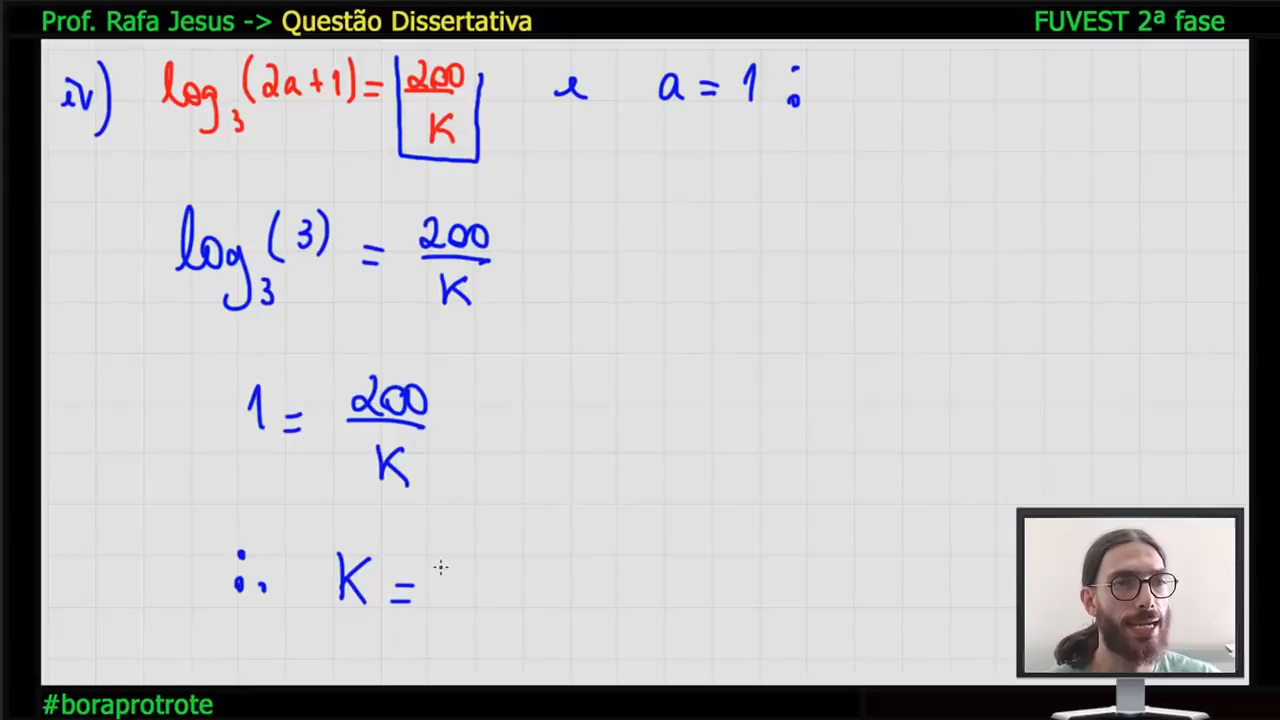 Prof. Rafa Jesus -> Questão Dissertativa
FUVEST 2ª fase
iv) log₃(2a+1) = 200/K e a = 1 :
log₃(3) = 200/K
1 = 200/K
∴ K =
#boraprotrote